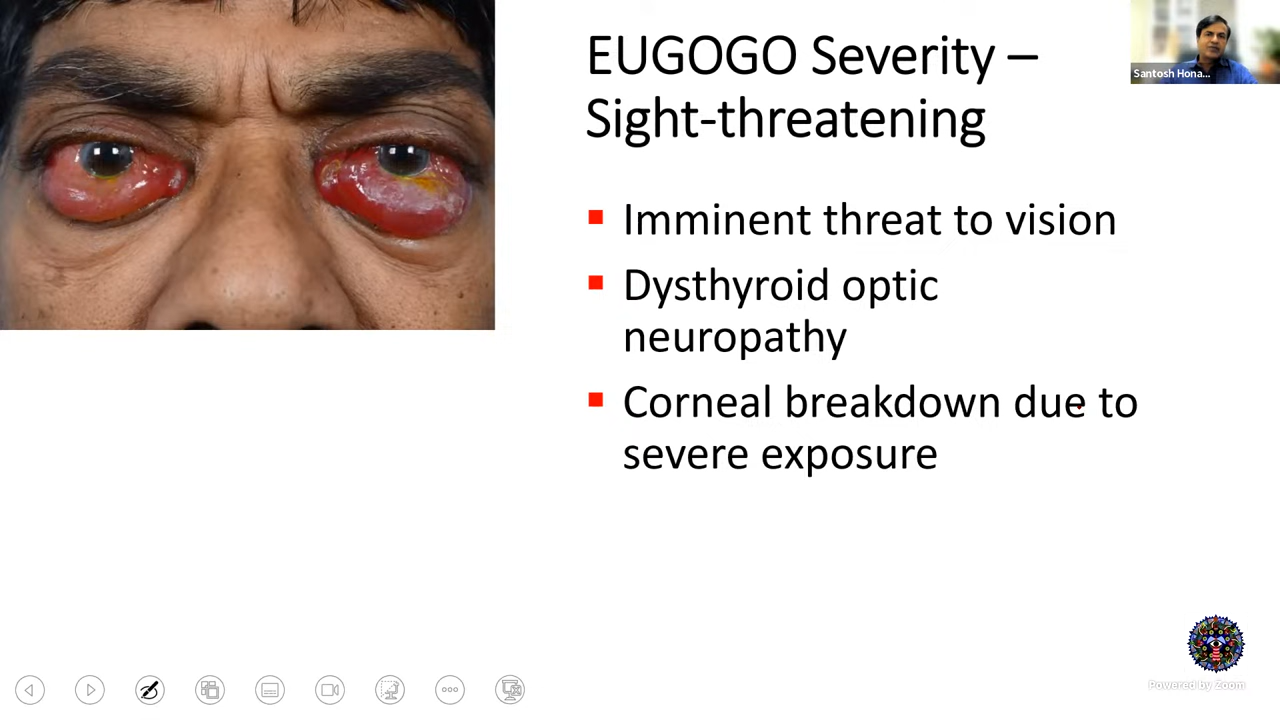 EUGOGO Severity –
Sight-threatening
Santosh Hona...
Imminent threat to vision
Dysthyroid optic
neuropathy
Corneal breakdown due to
severe exposure
Powered by Zoom